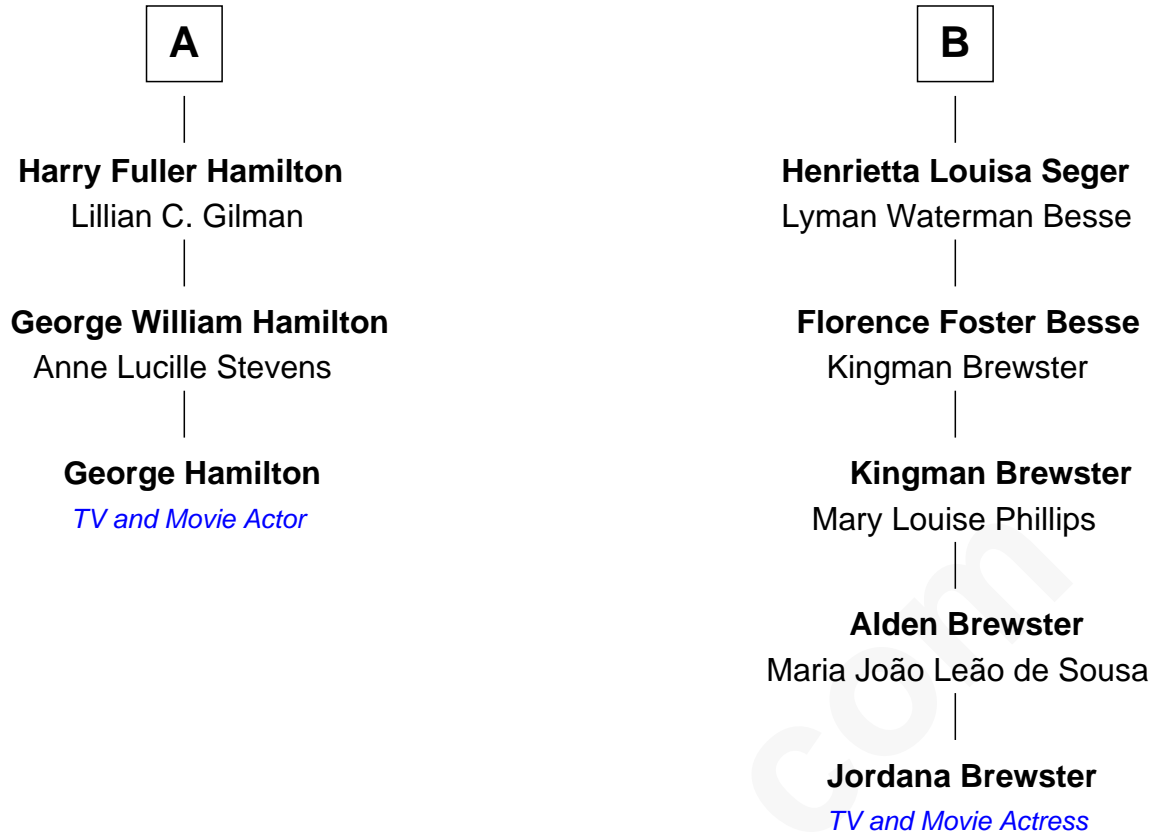 A
Harry Fuller Hamilton
Lillian C. Gilman
George William Hamilton
Anne Lucille Stevens
George Hamilton
TV and Movie Actor
B
Henrietta Louisa Seger
Lyman Waterman Besse
Florence Foster Besse
Kingman Brewster
Kingman Brewster
Mary Louise Phillips
Alden Brewster
Maria João Leão de Sousa
Jordana Brewster
TV and Movie Actress
com